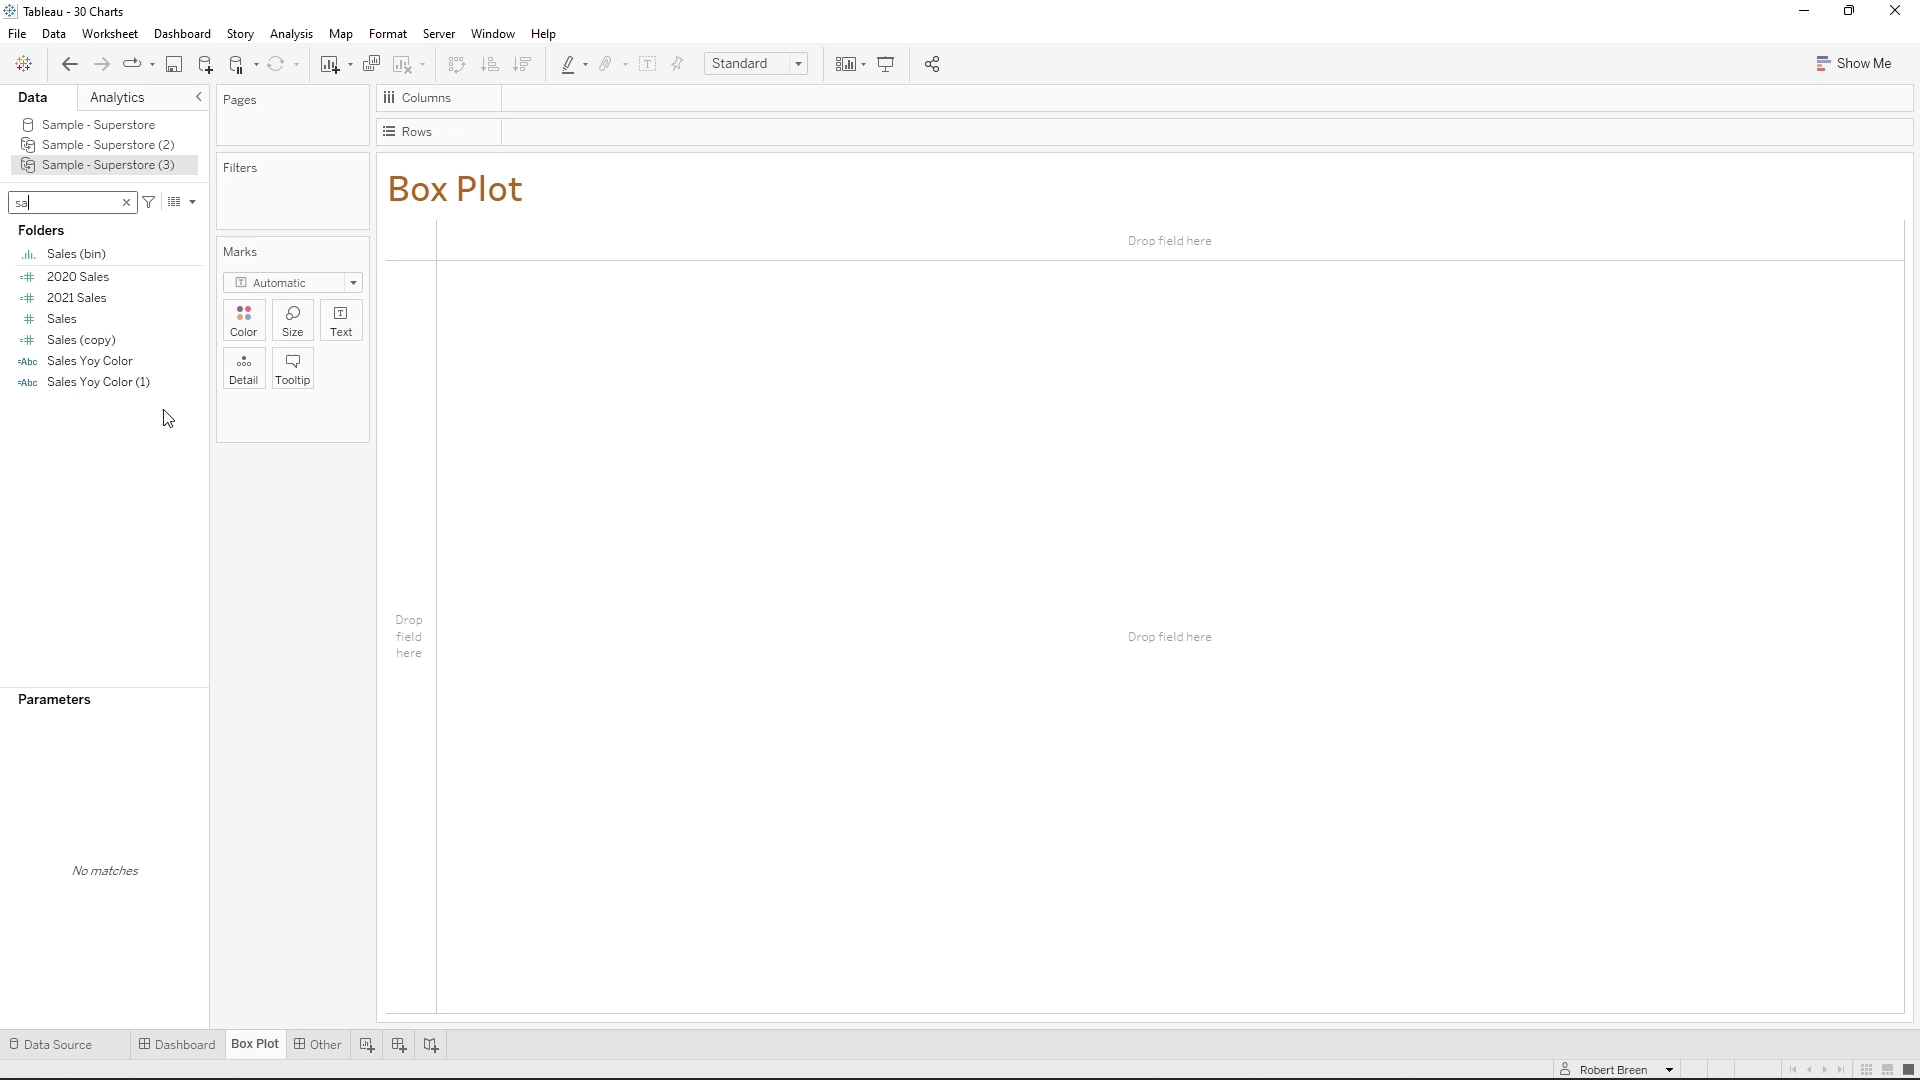 Tableau - 30 Charts
File Data Worksheet Dashboard Story Analysis Map Format Server Window Help
Standard
Show Me
Data Analytics
Sample - Superstore
Sample - Superstore (2)
Sample - Superstore (3)
sa
Folders
Sales (bin)
2020 Sales
2021 Sales
Sales
Sales (copy)
=Abc Sales Yoy Color
=Abc Sales Yoy Color (1)
Parameters
No matches
Pages
Filters
Marks
Automatic
Color Size Text
Detail Tooltip
Columns
Rows
Box Plot
Drop field here
Drop
field
here
Drop field here
Data Source Dashboard Box Plot Other
Robert Breen